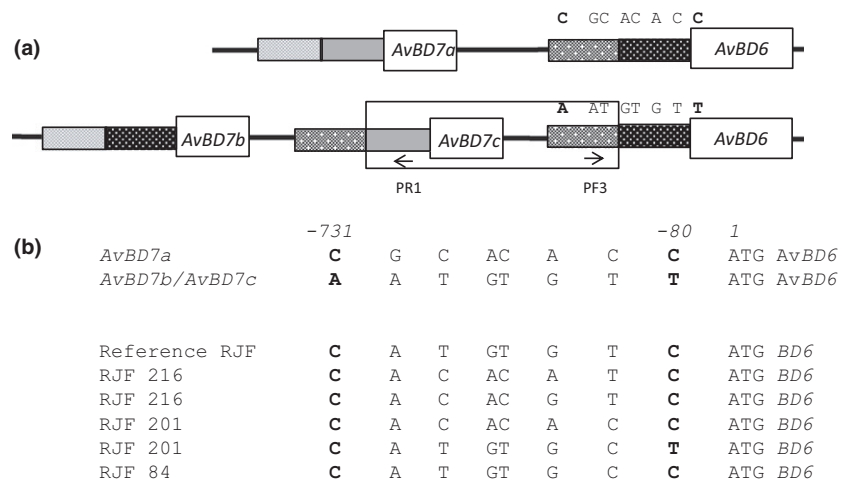 C GC AC A C C
(a)
AvBD7a
AvBD6
A AT GT G T T
AvBD7b
AvBD7c
AvBD6
PR1
PF3
(b)
-731 -80 1
AvBD7a C G C AC A C C ATG AvBD6
AvBD7b/AvBD7c A A T GT G T T ATG AvBD6
Reference RJF C A T GT G T C ATG BD6
RJF 216 C A C AC A T C ATG BD6
RJF 216 C A C AC G T C ATG BD6
RJF 201 C A C AC A C C ATG BD6
RJF 201 C A T GT G C T ATG BD6
RJF 84 C A T GT G C C ATG BD6